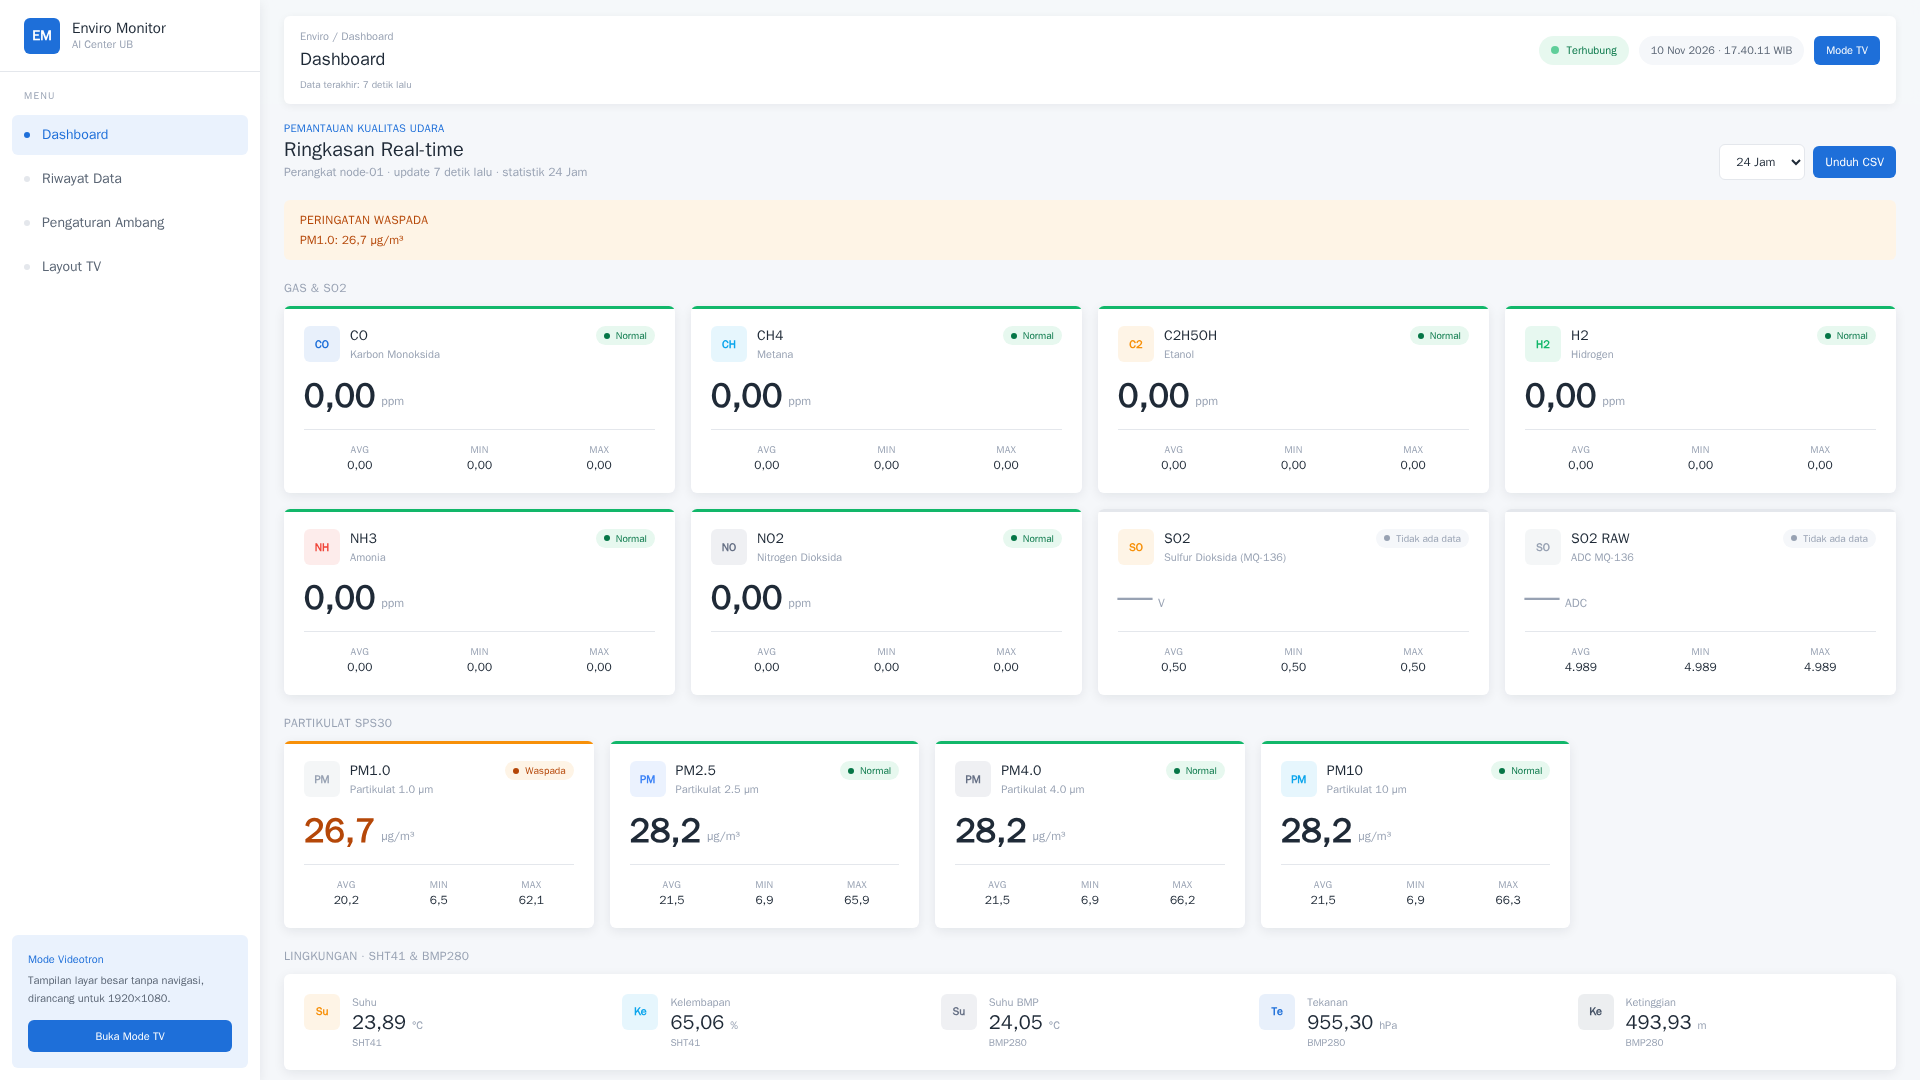 EM
Enviro Monitor
AI Center UB
MENU
Dashboard
Riwayat Data
Pengaturan Ambang
Layout TV
Mode Videotron
Tampilan layar besar tanpa navigasi,
dirancang untuk 1920×1080.
Buka Mode TV
Enviro / Dashboard
Dashboard
Data terakhir: 7 detik lalu
Terhubung
10 Nov 2026 · 17.40.11 WIB
Mode TV
PEMANTAUAN KUALITAS UDARA
Ringkasan Real-time
Perangkat node-01 · update 7 detik lalu · statistik 24 Jam
24 Jam
Unduh CSV
PERINGATAN WASPADA
PM1.0: 26,7 µg/m³
GAS & SO2
CO
CO
Karbon Monoksida
Normal
0,00 ppm
AVG MIN MAX
0,00 0,00 0,00
CH
CH4
Metana
Normal
0,00 ppm
AVG MIN MAX
0,00 0,00 0,00
C2
C2H5OH
Etanol
Normal
0,00 ppm
AVG MIN MAX
0,00 0,00 0,00
H2
H2
Hidrogen
Normal
0,00 ppm
AVG MIN MAX
0,00 0,00 0,00
NH
NH3
Amonia
Normal
0,00 ppm
AVG MIN MAX
0,00 0,00 0,00
NO
NO2
Nitrogen Dioksida
Normal
0,00 ppm
AVG MIN MAX
0,00 0,00 0,00
SO
SO2
Sulfur Dioksida (MQ-136)
Tidak ada data
— V
AVG MIN MAX
0,50 0,50 0,50
SO
SO2 RAW
ADC MQ-136
Tidak ada data
— ADC
AVG MIN MAX
4.989 4.989 4.989
PARTIKULAT SPS30
PM
PM1.0
Partikulat 1.0 µm
Waspada
26,7 µg/m³
AVG MIN MAX
20,2 6,5 62,1
PM
PM2.5
Partikulat 2.5 µm
Normal
28,2 µg/m³
AVG MIN MAX
21,5 6,9 65,9
PM
PM4.0
Partikulat 4.0 µm
Normal
28,2 µg/m³
AVG MIN MAX
21,5 6,9 66,2
PM
PM10
Partikulat 10 µm
Normal
28,2 µg/m³
AVG MIN MAX
21,5 6,9 66,3
LINGKUNGAN · SHT41 & BMP280
Su
Suhu
23,89 °C
SHT41
Ke
Kelembapan
65,06 %
SHT41
Su
Suhu BMP
24,05 °C
BMP280
Te
Tekanan
955,30 hPa
BMP280
Ke
Ketinggian
493,93 m
BMP280